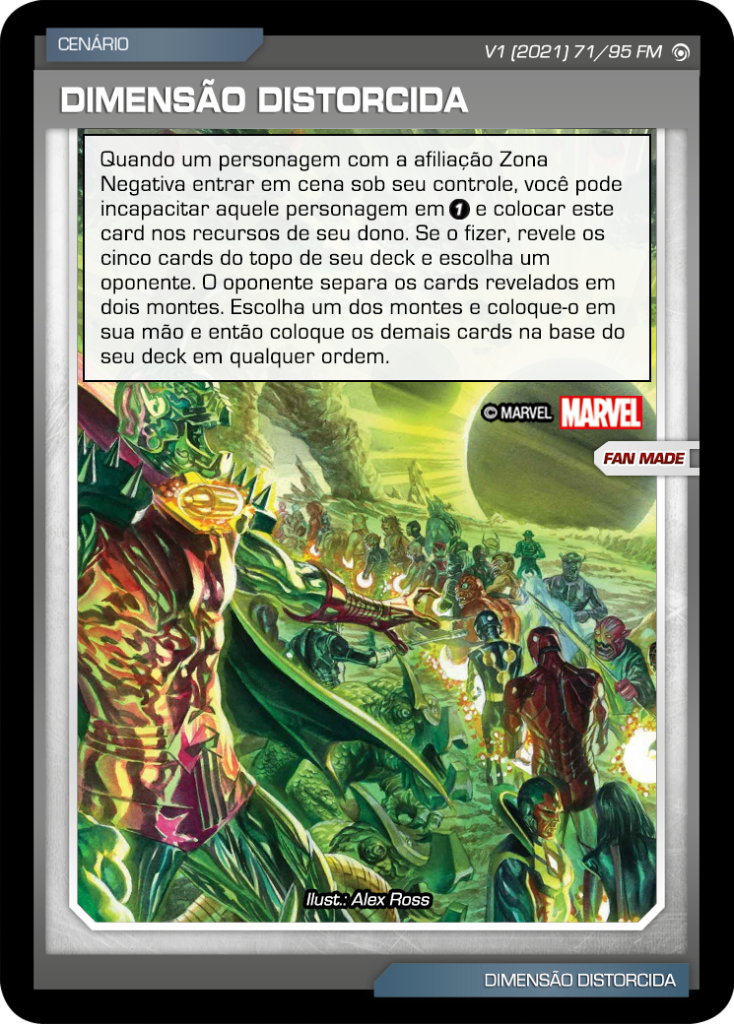 CENÁRIO
V1 (2021) 71/95 FM
DIMENSÃO DISTORCIDA
Quando um personagem com a afiliação Zona
Negativa entrar em cena sob seu controle, você pode
incapacitar aquele personagem em 1 e colocar este
card nos recursos de seu dono. Se o fizer, revele os
cinco cards do topo de seu deck e escolha um
oponente. O oponente separa os cards revelados em
dois montes. Escolha um dos montes e coloque-o em
sua mão e então coloque os demais cards na base do
seu deck em qualquer ordem.
© MARVEL MARVEL
FAN MADE
Ilust.: Alex Ross
DIMENSÃO DISTORCIDA